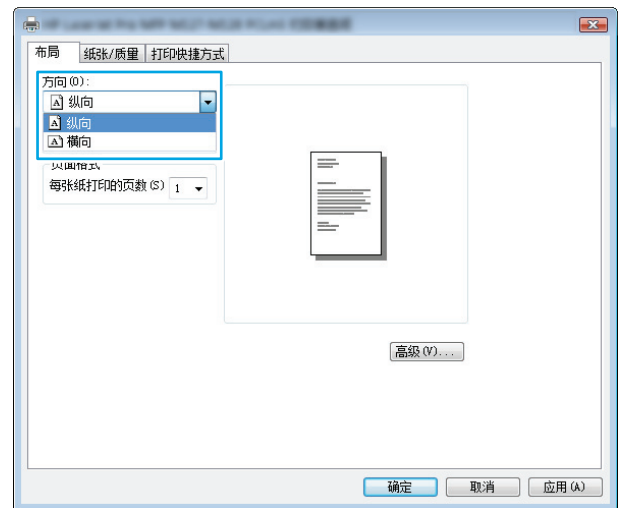 布局 纸张/质量 打印快捷方式
方向(O):
纵向
纵向
横向
页面格式
每张纸打印的页数(S) 1
高级(V)...
确定 取消 应用(A)